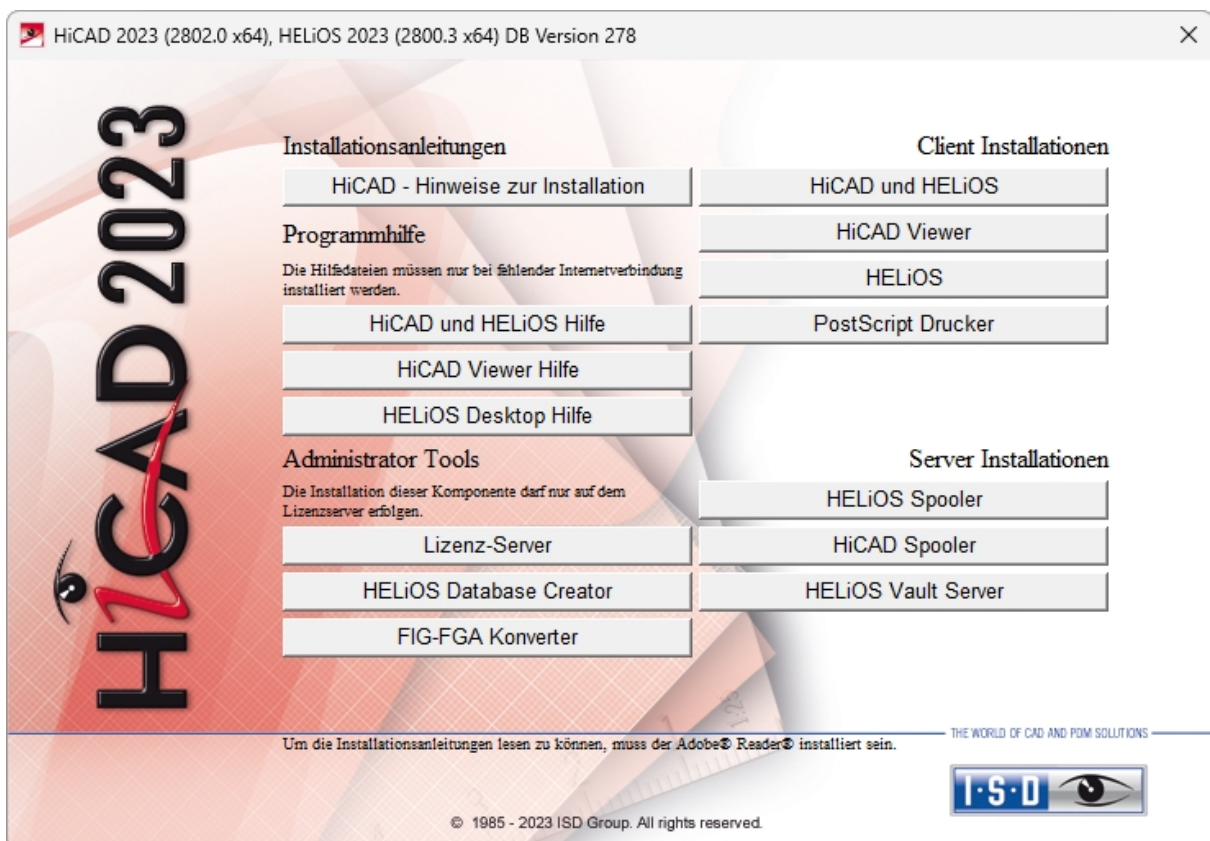 HiCAD 2023 (2802.0 x64), HELiOS 2023 (2800.3 x64) DB Version 278
HiCAD 2023
Installationsanleitungen
HiCAD - Hinweise zur Installation
Programmhilfe
Die Hilfedateien müssen nur bei fehlender Internetverbindung
installiert werden.
HiCAD und HELiOS Hilfe
HiCAD Viewer Hilfe
HELiOS Desktop Hilfe
Administrator Tools
Die Installation dieser Komponente darf nur auf dem
Lizenzserver erfolgen.
Lizenz-Server
HELiOS Database Creator
FIG-FGA Konverter
Client Installationen
HiCAD und HELiOS
HiCAD Viewer
HELiOS
PostScript Drucker
Server Installationen
HELiOS Spooler
HiCAD Spooler
HELiOS Vault Server
1:25
Um die Installationsanleitungen lesen zu können, muss der Adobe® Reader® installiert sein.
THE WORLD OF CAD AND PDM SOLUTIONS
I·S·D
© 1985 - 2023 ISD Group. All rights reserved.